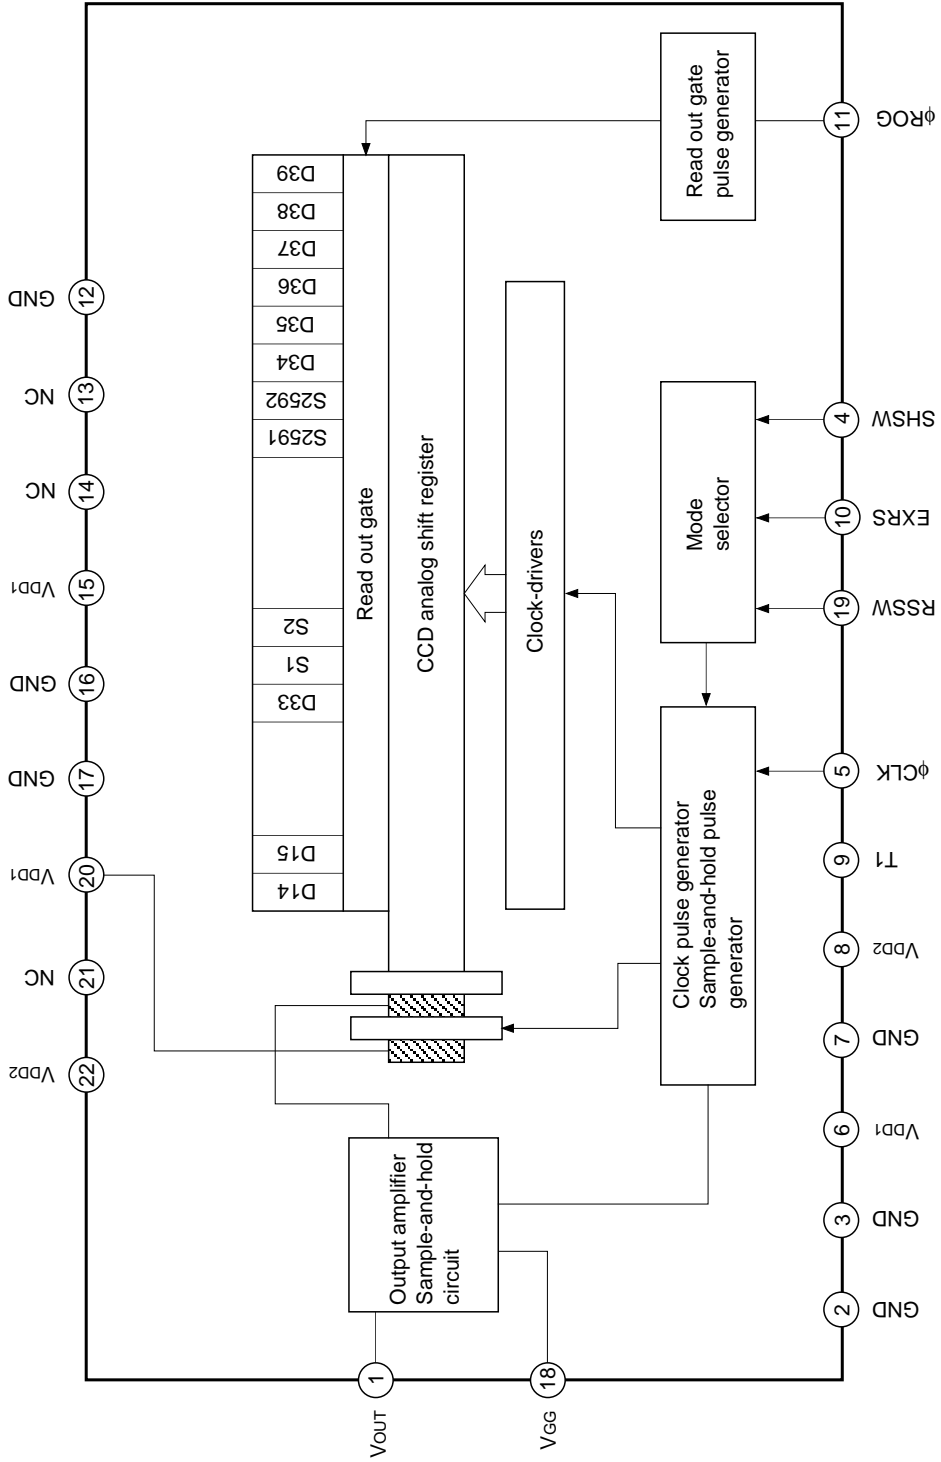 GND
12
NC
13
NC
14
VDD1
15
GND
16
GND
17
VDD1
20
NC
21
VDD2
22
D14
D15
D33
S1
S2
S2591
S2592
D34
D35
D36
D37
D38
D39
Read out gate
CCD analog shift register
Clock-drivers
Read out gate
pulse generator
Mode
selector
Clock pulse generator
Sample-and-hold pulse
generator
Output amplifier
Sample-and-hold
circuit
1
VOUT
18
VGG
2
GND
3
GND
6
VDD1
7
GND
8
VDD2
9
T1
5
ϕCLK
19
RSSW
10
EXRS
4
SHSW
11
ϕROG